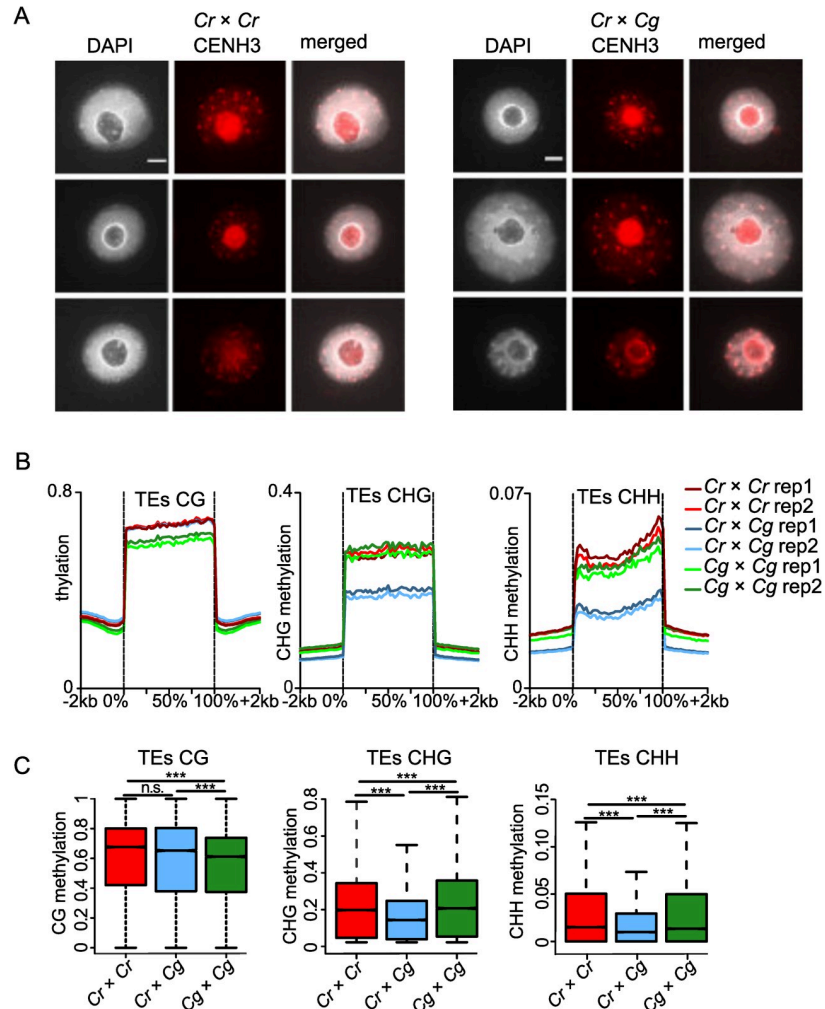 A
Cr × Cr
DAPI CENH3 merged
Cr × Cg
DAPI CENH3 merged
B
TEs CG
0.8
thylation
0
-2kb 0% 50% 100% +2kb
TEs CHG
0.4
CHG methylation
0
-2kb 0% 50% 100% +2kb
TEs CHH
0.07
CHH methylation
0
-2kb 0% 50% 100% +2kb
Cr × Cr rep1
Cr × Cr rep2
Cr × Cg rep1
Cr × Cg rep2
Cg × Cg rep1
Cg × Cg rep2
C
TEs CG
***
n.s. ***
CG methylation
1
0.8
0.6
0.4
0.2
0
Cr × Cr
Cr × Cg
Cg × Cg
TEs CHG
***
*** ***
CHG methylation
0.8
0.6
0.4
0.2
0
Cr × Cr
Cr × Cg
Cg × Cg
TEs CHH
***
*** ***
CHH methylation
0.15
0.10
0.05
0
Cr × Cr
Cr × Cg
Cg × Cg